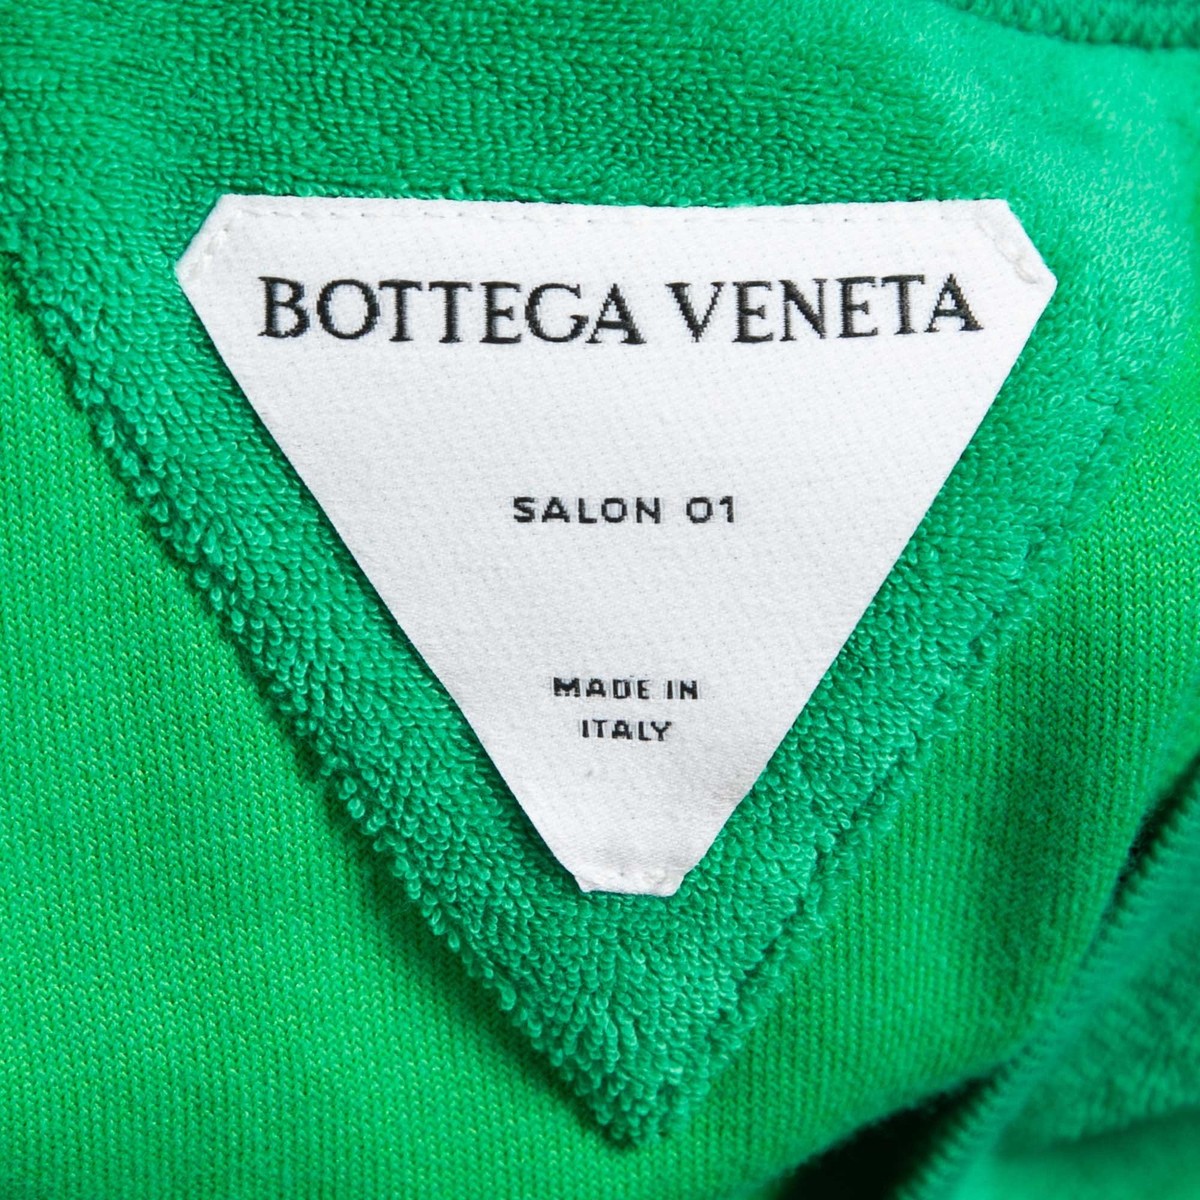 BOTTEGA VENETA
SALON 01
MADE IN
ITALY